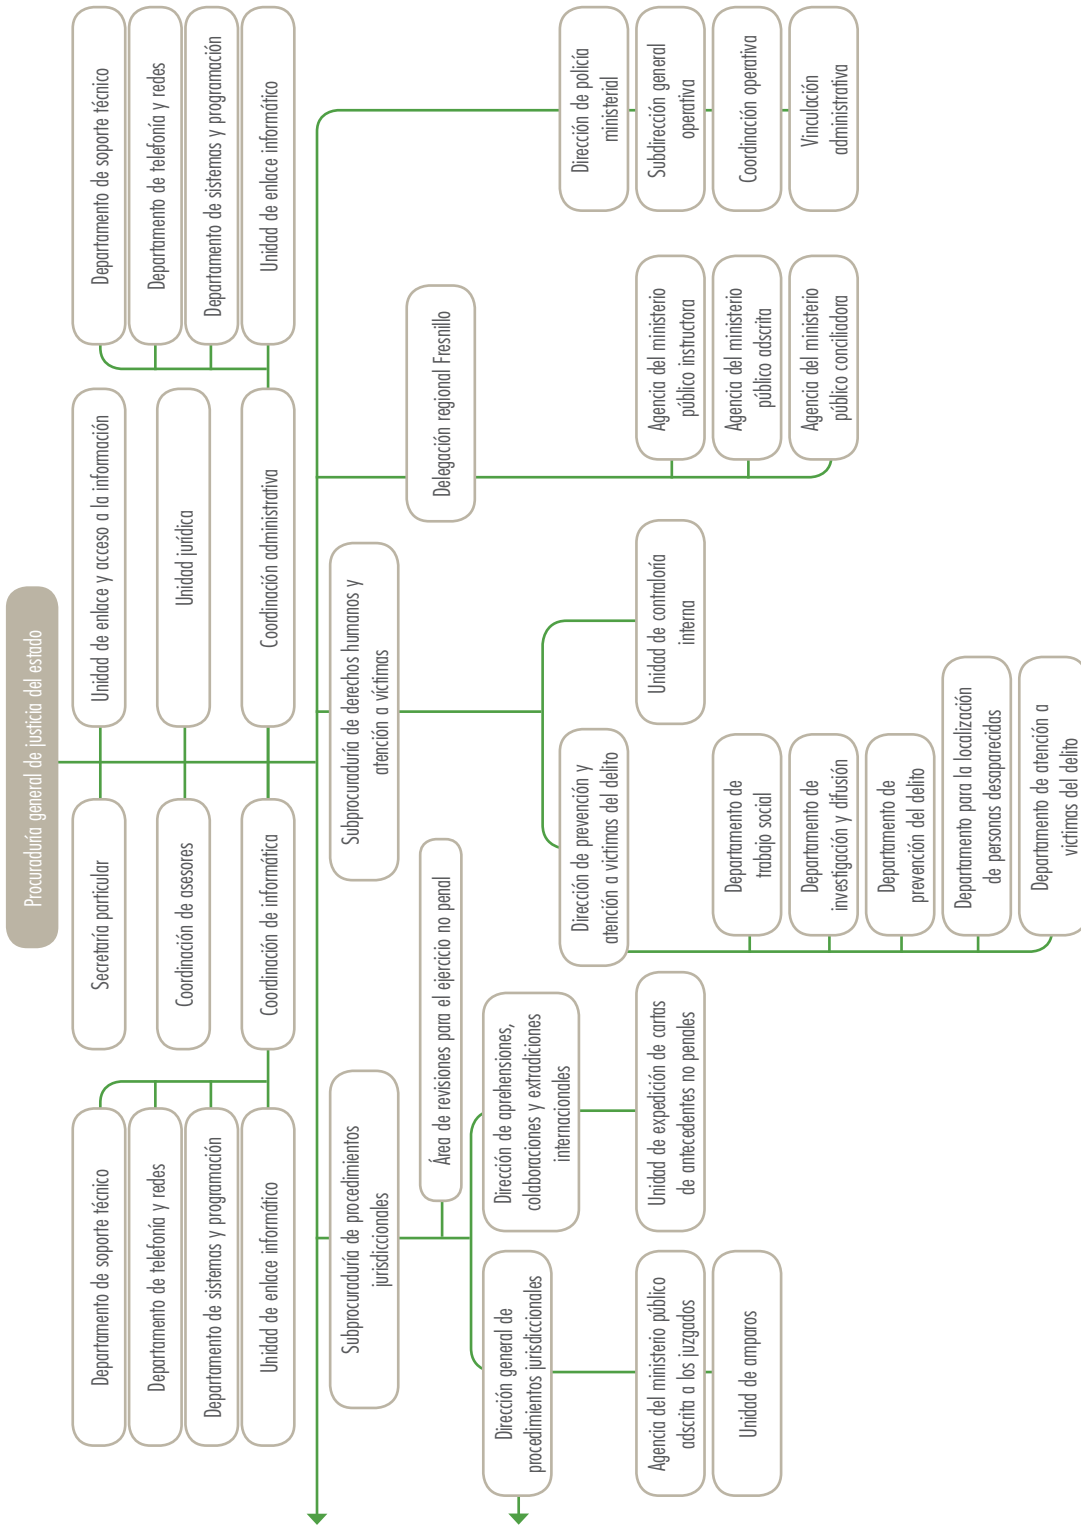 Procuraduría general de justicia del estado
Secretaría particular
Unidad de enlace y acceso a la información
Coordinación de asesores
Unidad jurídica
Coordinación de informática
Coordinación administrativa
Departamento de soporte técnico
Departamento de telefonía y redes
Departamento de sistemas y programación
Unidad de enlace informático
Departamento de soporte técnico
Departamento de telefonía y redes
Departamento de sistemas y programación
Unidad de enlace informático
Subprocuraduría de procedimientos
jurisdiccionales
Área de revisiones para el ejercicio no penal
Dirección general de
procedimientos jurisdiccionales
Agencia del ministerio público
adscrita a los juzgados
Unidad de amparos
Dirección de aprehensiones,
colaboraciones y extradiciones
internacionales
Unidad de expedición de cartas
de antecedentes no penales
Subprocuraduría de derechos humanos y
atención a víctimas
Dirección de prevención y
atención a víctimas del delito
Departamento de
trabajo social
Departamento de
investigación y difusión
Departamento de
prevención del delito
Departamento para la localización
de personas desaparecidas
Departamento de atención a
víctimas del delito
Unidad de contraloría
interna
Delegación regional Fresnillo
Agencia del ministerio
público instructora
Agencia del ministerio
público adscrita
Agencia del ministerio
público conciliadora
Dirección de policía
ministerial
Subdirección general
operativa
Coordinación operativa
Vinculación
administrativa